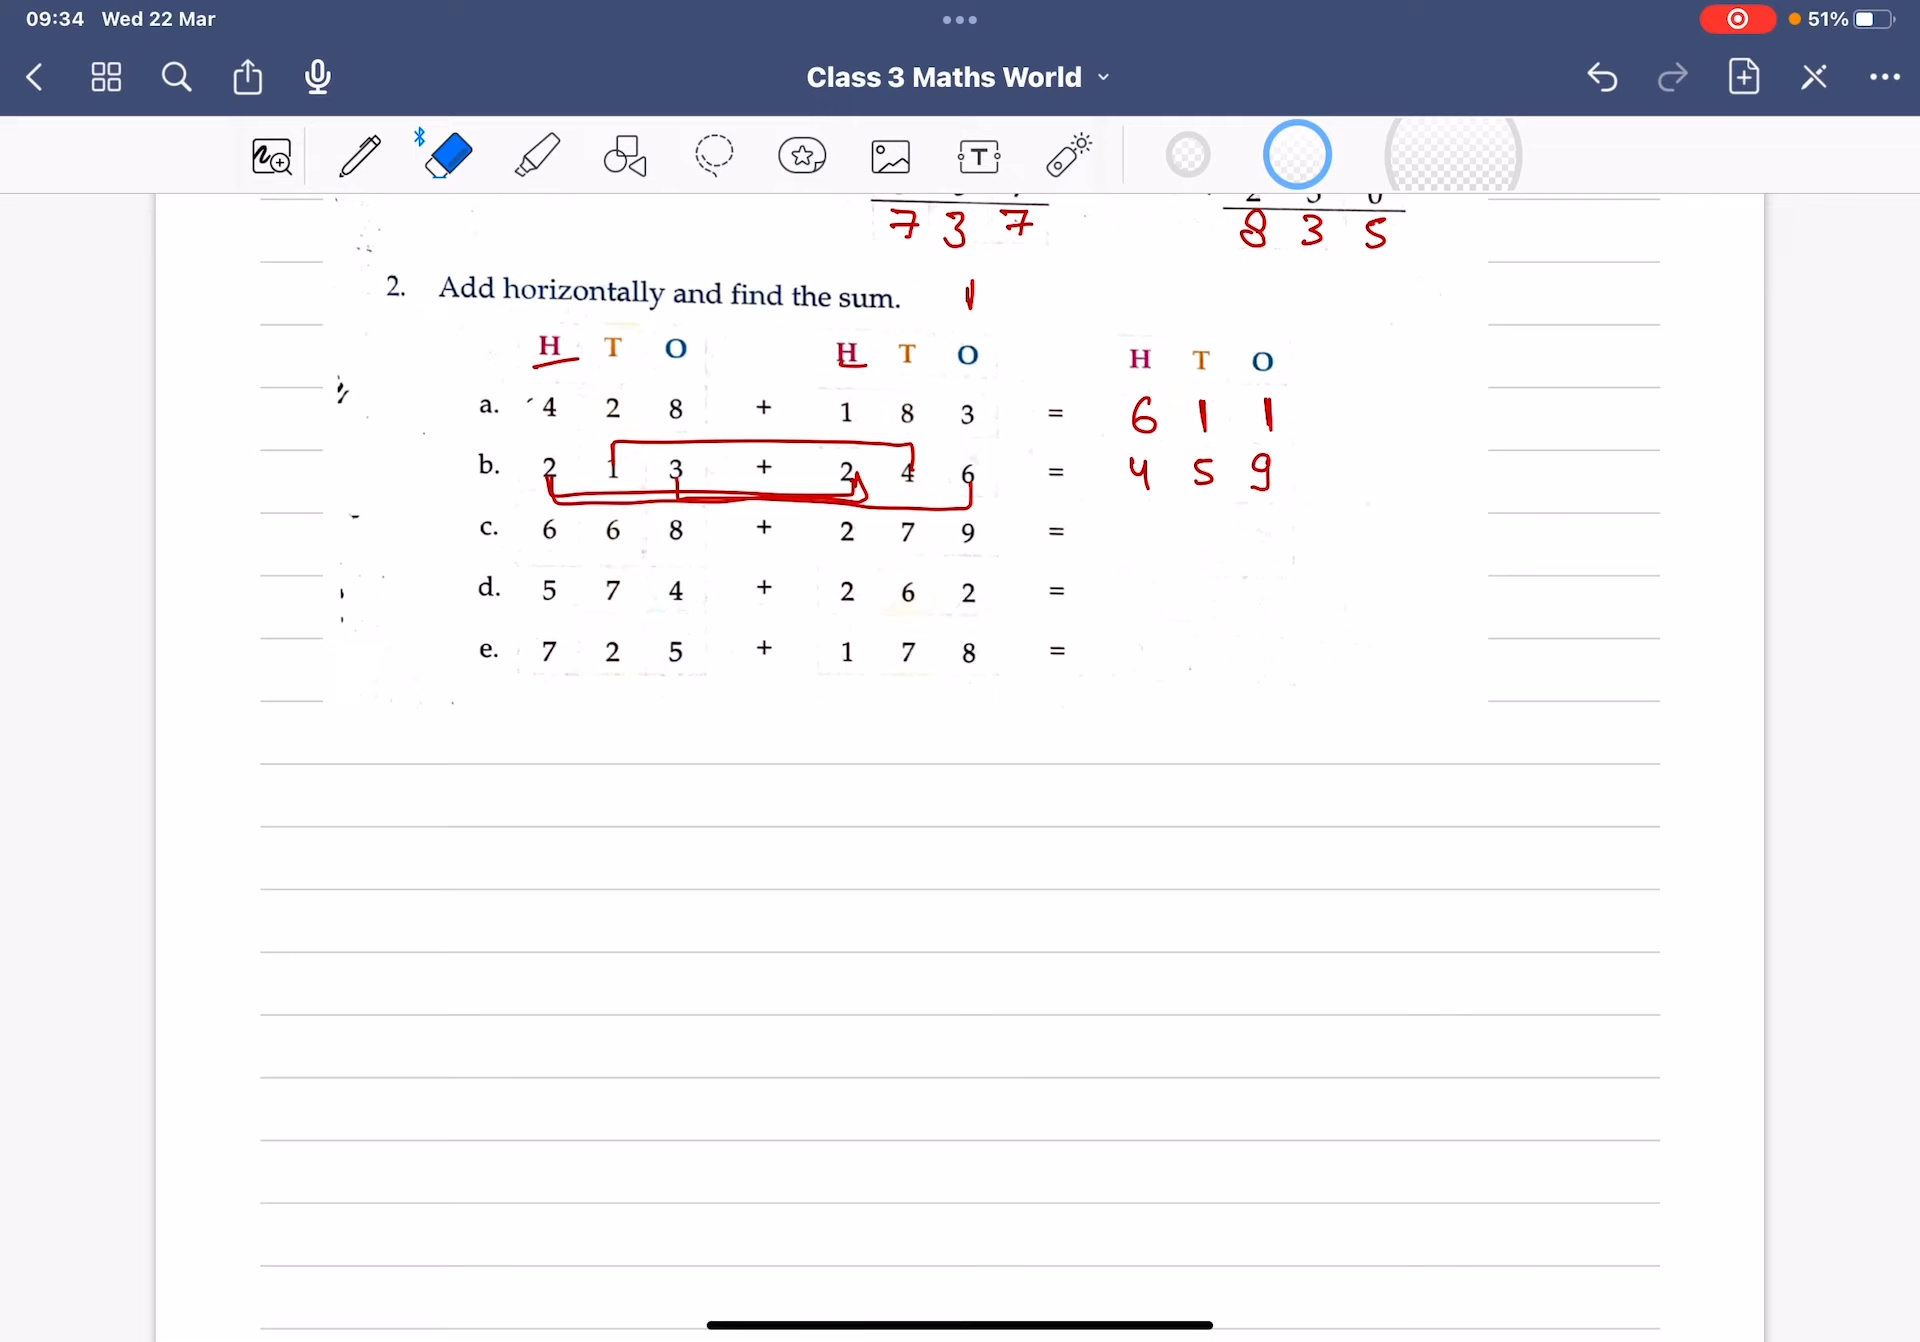 09:34 Wed 22 Mar
51%
Class 3 Maths World
T
7 3 7 8 3 5
2. Add horizontally and find the sum. 1
H T O H T O H T O
a. 4 2 8 + 1 8 3 = 6 1 1
b. 2 1 3 + 2 4 6 = 4 5 9
c. 6 6 8 + 2 7 9 =
d. 5 7 4 + 2 6 2 =
e. 7 2 5 + 1 7 8 =